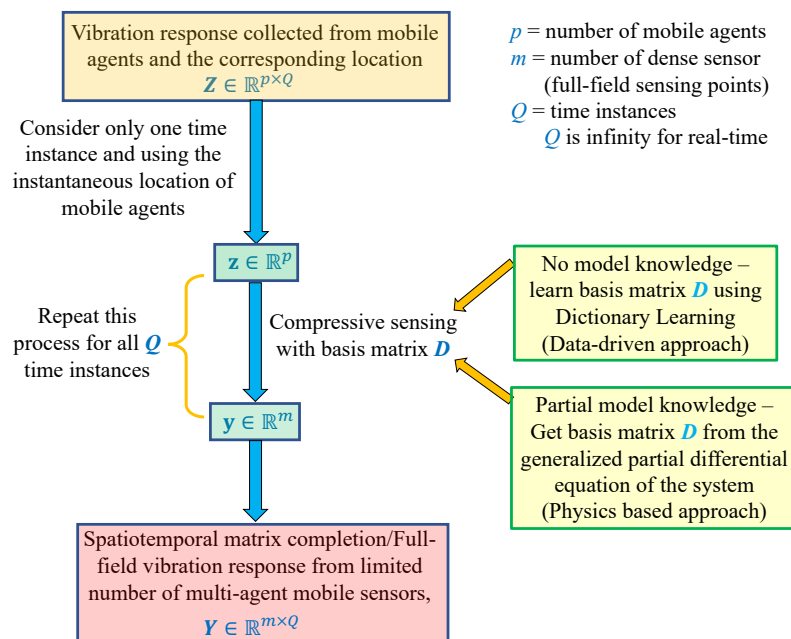 Vibration response collected from mobile
agents and the corresponding location
Z ∈ ℝ^{p×Q}
p = number of mobile agents
m = number of dense sensor
(full-field sensing points)
Q = time instances
Q is infinity for real-time
Consider only one time
instance and using the
instantaneous location of
mobile agents
z ∈ ℝ^p
Repeat this
process for all Q
time instances
Compressive sensing
with basis matrix D
No model knowledge –
learn basis matrix D using
Dictionary Learning
(Data-driven approach)
y ∈ ℝ^m
Partial model knowledge –
Get basis matrix D from the
generalized partial differential
equation of the system
(Physics based approach)
Spatiotemporal matrix completion/Full-
field vibration response from limited
number of multi-agent mobile sensors,
Y ∈ ℝ^{m×Q}